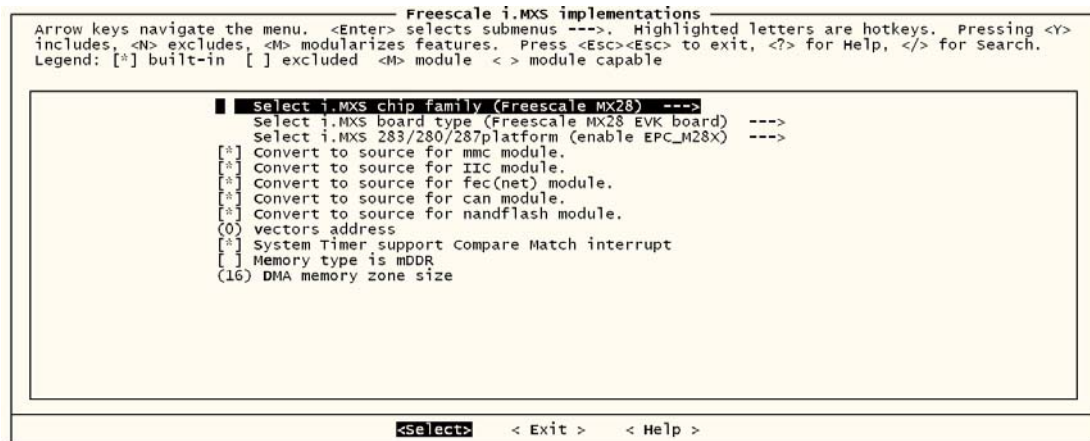 Freescale i.MXS implementations
Arrow keys navigate the menu.  <Enter> selects submenus --->.  Highlighted letters are hotkeys.  Pressing <Y>
includes, <N> excludes, <M> modularizes features.  Press <Esc><Esc> to exit, <?> for Help, </> for Search.
Legend: [*] built-in  [ ] excluded  <M> module  < > module capable
Select i.MXS chip family (Freescale MX28)  --->
Select i.MXS board type (Freescale MX28 EVK board)  --->
Select i.MXS 283/280/287platform (enable EPC_M28X)  --->
[*] Convert to source for mmc module.
[*] Convert to source for IIC module.
[*] Convert to source for fec(net) module.
[*] Convert to source for can module.
[*] Convert to source for nandflash module.
(0) vectors address
[*] System Timer support Compare Match interrupt
[ ] Memory type is mDDR
(16) DMA memory zone size
<Select>    < Exit >    < Help >